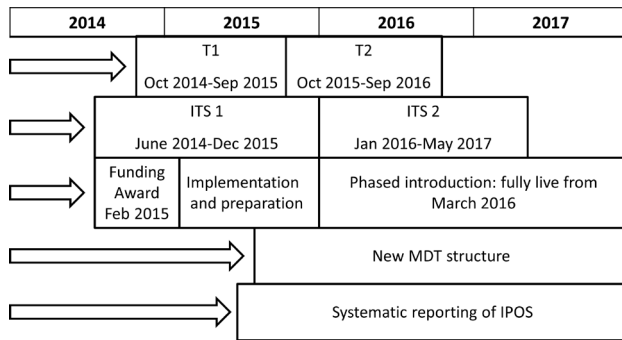 2014 2015 2016 2017
T1 T2
Oct 2014-Sep 2015 Oct 2015-Sep 2016
ITS 1 ITS 2
June 2014-Dec 2015 Jan 2016-May 2017
Funding
Award
Feb 2015
Implementation
and preparation
Phased introduction: fully live from
March 2016
New MDT structure
Systematic reporting of IPOS